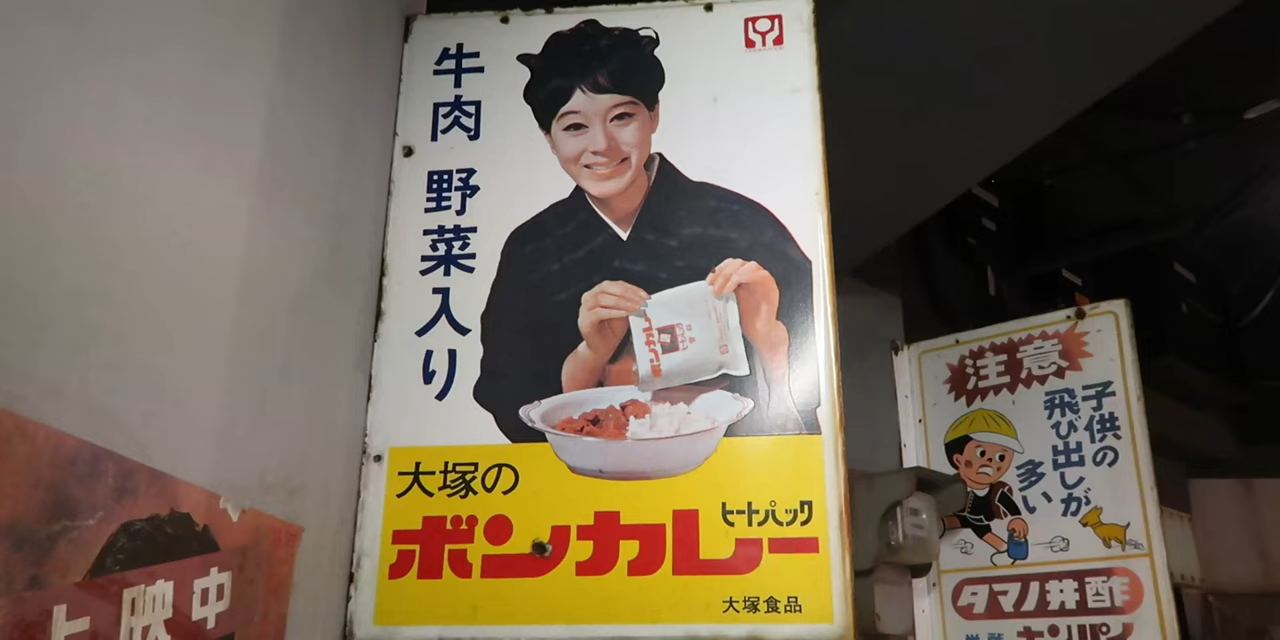 牛肉 野菜入り
ボンカレー
大塚の
ヒートパック
ボンカレー
大塚食品
上映中
注意
子供の
飛び出しが
多い
タマノ井酢